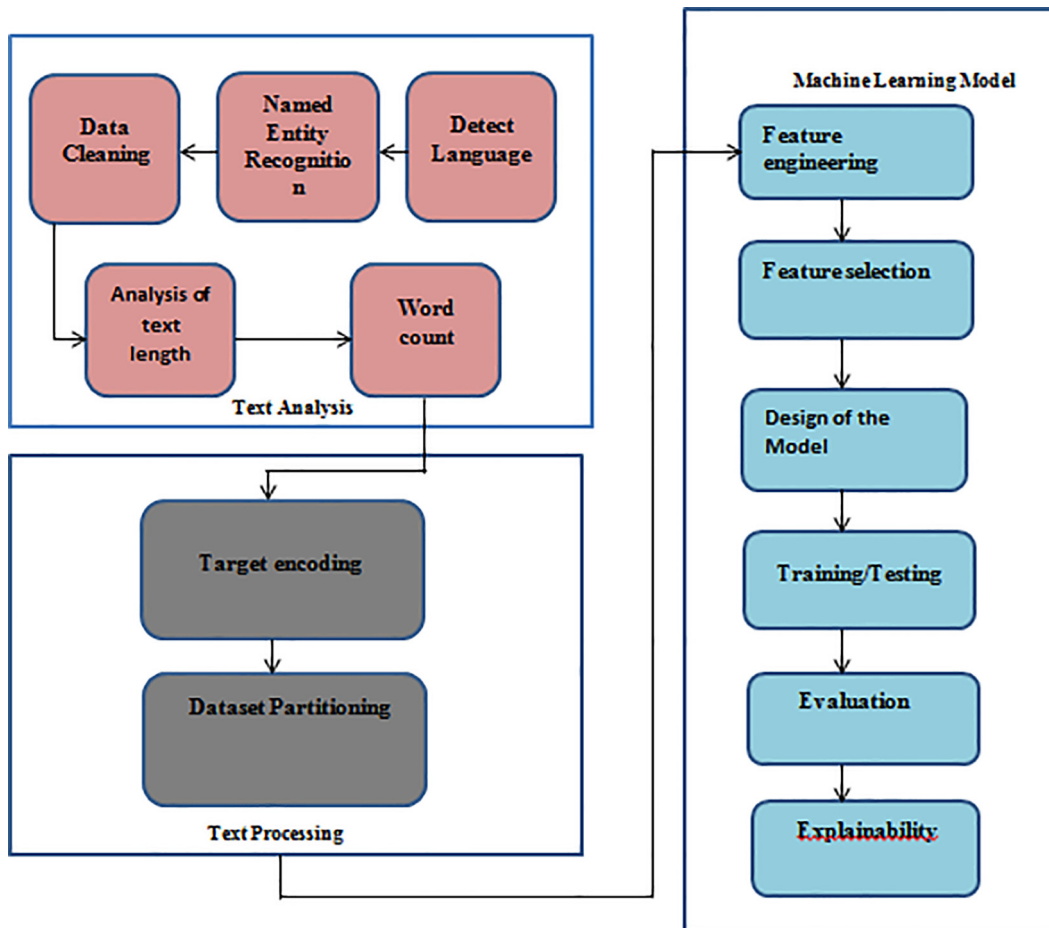 Data
Cleaning
Named
Entity
Recognitio
n
Detect
Language
Analysis of
text
length
Word
count
Text Analysis
Target encoding
Dataset Partitioning
Text Processing
Machine Learning Model
Feature
engineering
Feature selection
Design of the
Model
Training/Testing
Evaluation
Explainability